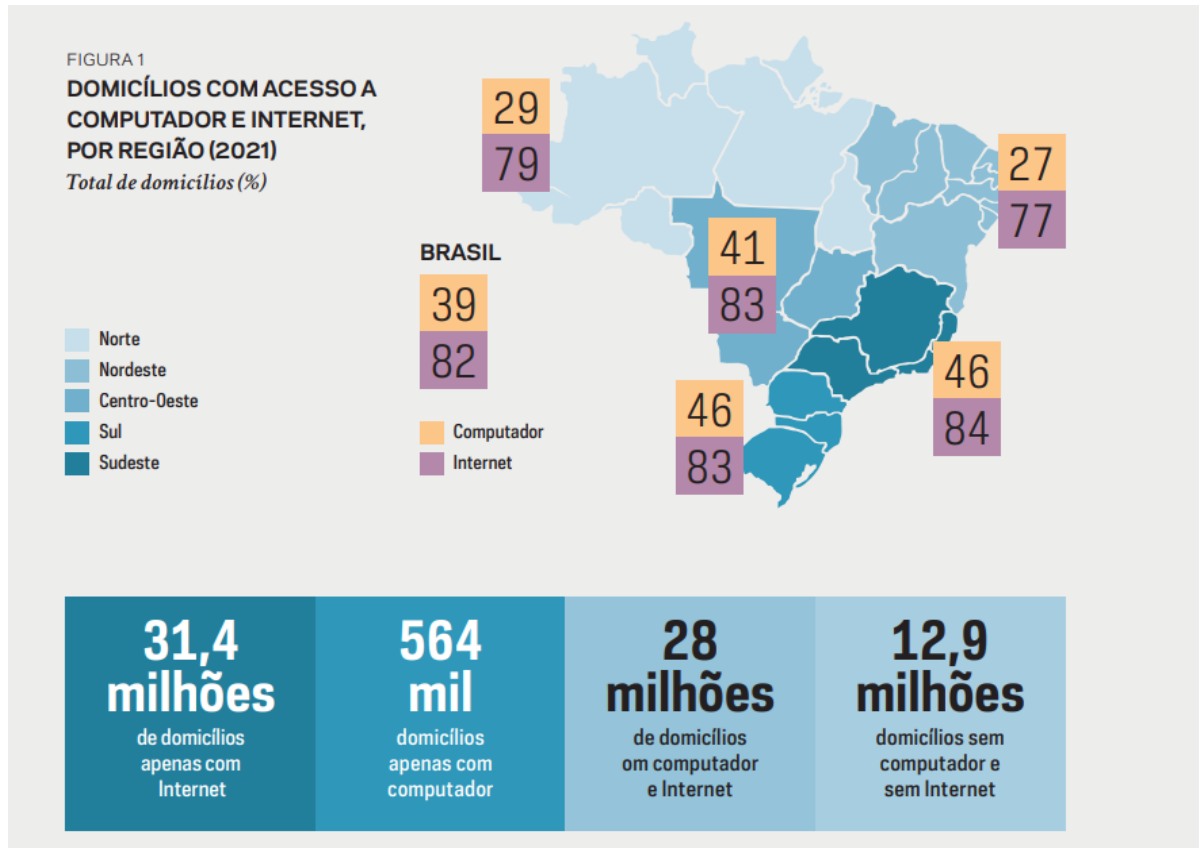 FIGURA 1
DOMICÍLIOS COM ACESSO A
COMPUTADOR E INTERNET,
POR REGIÃO (2021)
Total de domicílios (%)
29
79
27
77
41
83
BRASIL
39
82
46
84
46
83
Norte
Nordeste
Centro-Oeste
Sul
Sudeste
Computador
Internet
31,4
milhões
de domicílios
apenas com
Internet
564
mil
domicílios
apenas com
computador
28
milhões
de domicílios
om computador
e Internet
12,9
milhões
domicílios sem
computador e
sem Internet